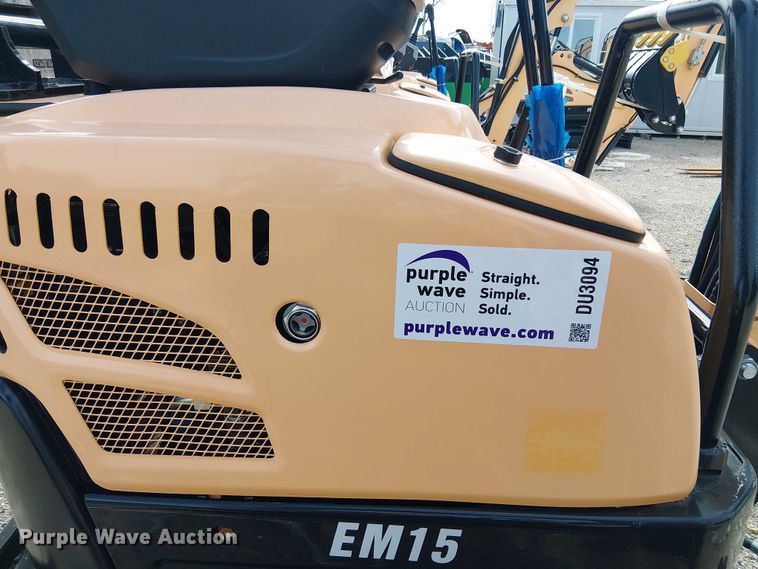 purple
wave
AUCTION
Straight.
Simple.
Sold.
purplewave.com
DU3094
EM15
Purple Wave Auction